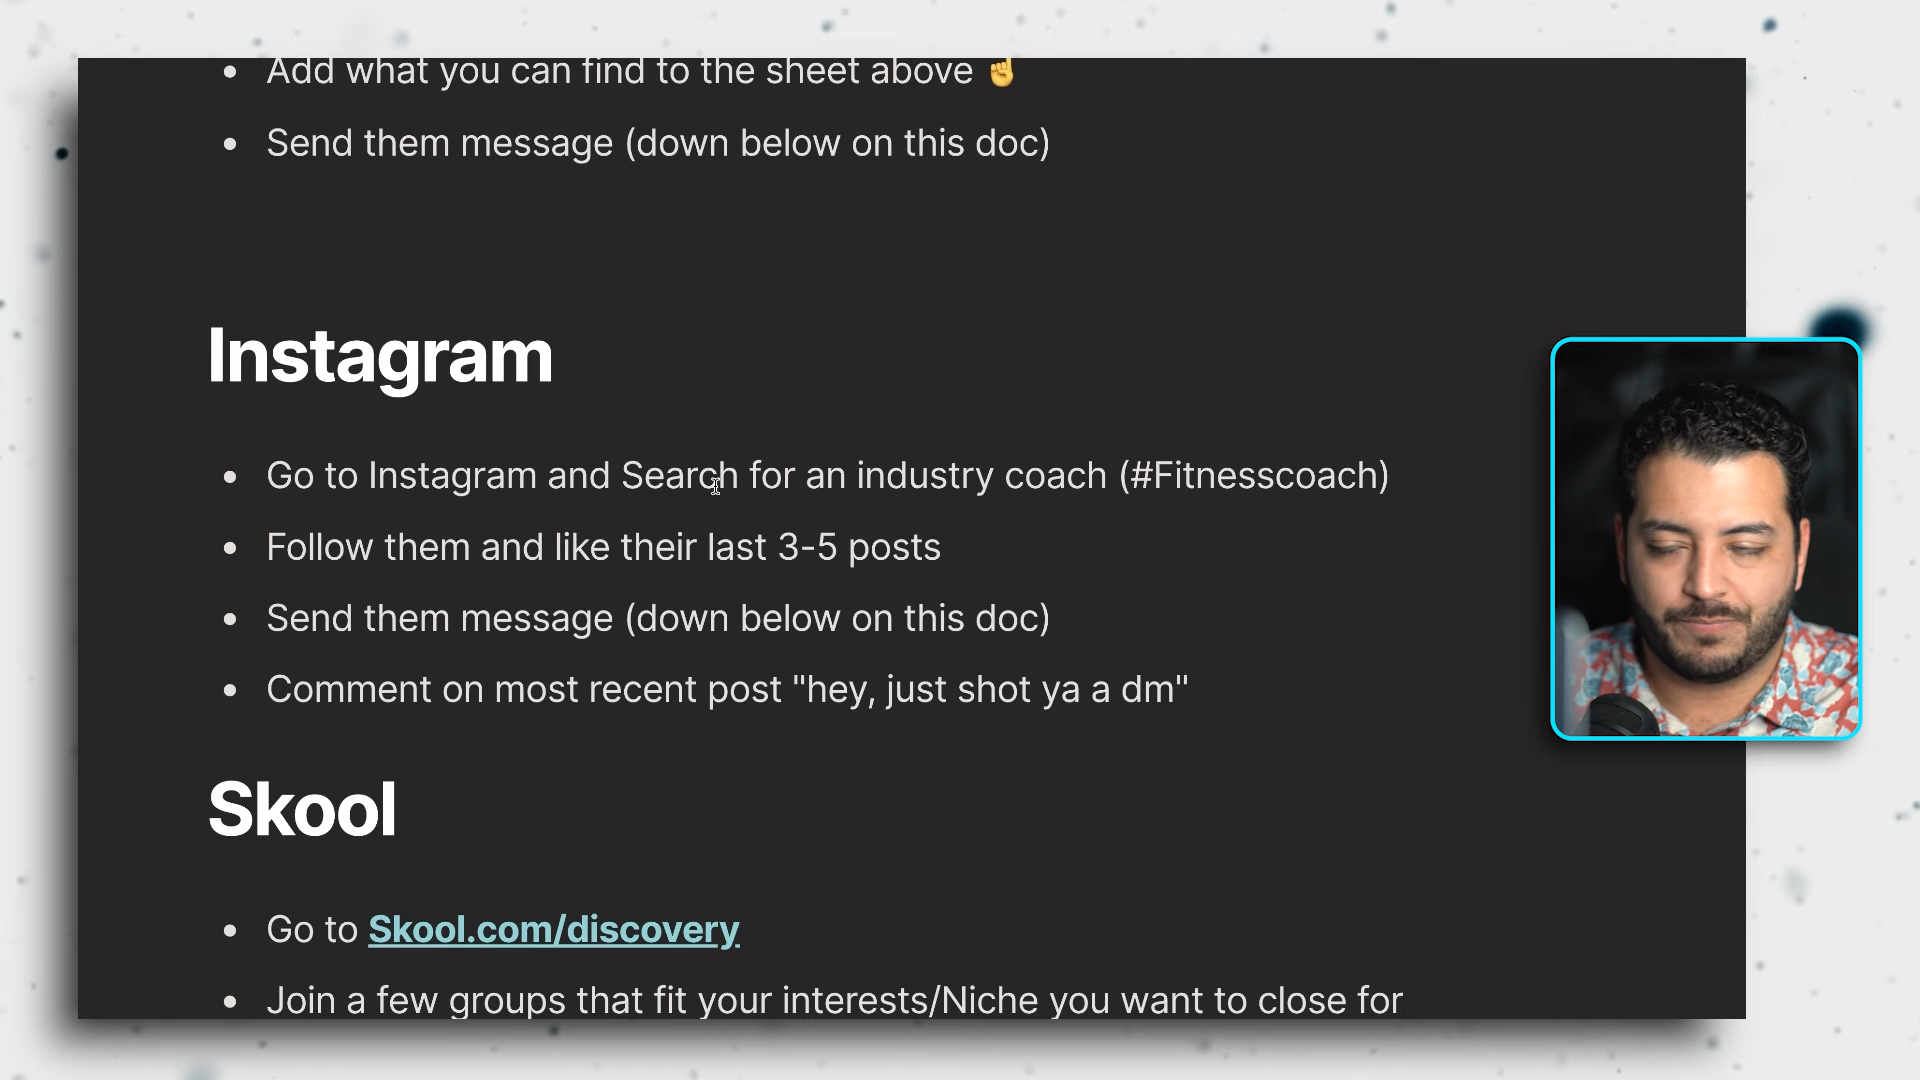 Add what you can find to the sheet above ☝
Send them message (down below on this doc)
Instagram
Go to Instagram and Search for an industry coach (#Fitnesscoach)
Follow them and like their last 3-5 posts
Send them message (down below on this doc)
Comment on most recent post "hey, just shot ya a dm"
Skool
Go to Skool.com/discovery
Join a few groups that fit your interests/Niche you want to close for